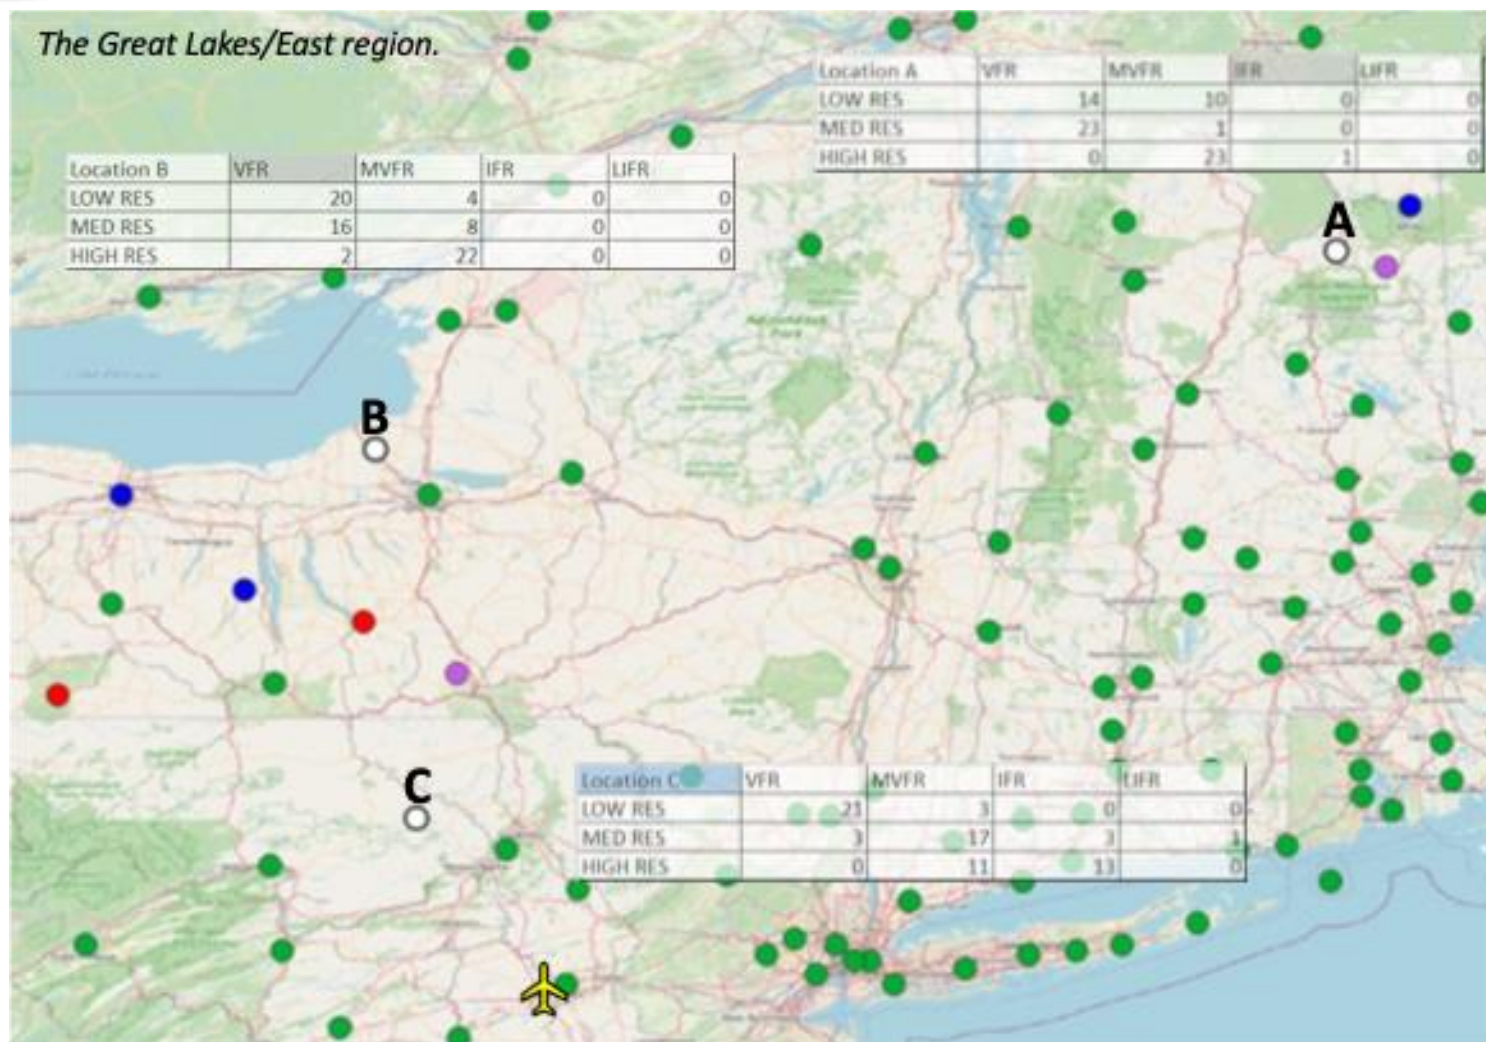 The Great Lakes/East region.
Location A VFR MVFR IFR LIFR
LOW RES 14 10 0 0
MED RES 23 1 0 0
HIGH RES 0 23 1 0
Location B VFR MVFR IFR LIFR
LOW RES 20 4 0 0
MED RES 16 8 0 0
HIGH RES 2 22 0 0
A
B
C
Location C VFR MVFR IFR LIFR
LOW RES 21 3 0 0
MED RES 3 17 3 1
HIGH RES 0 11 13 0